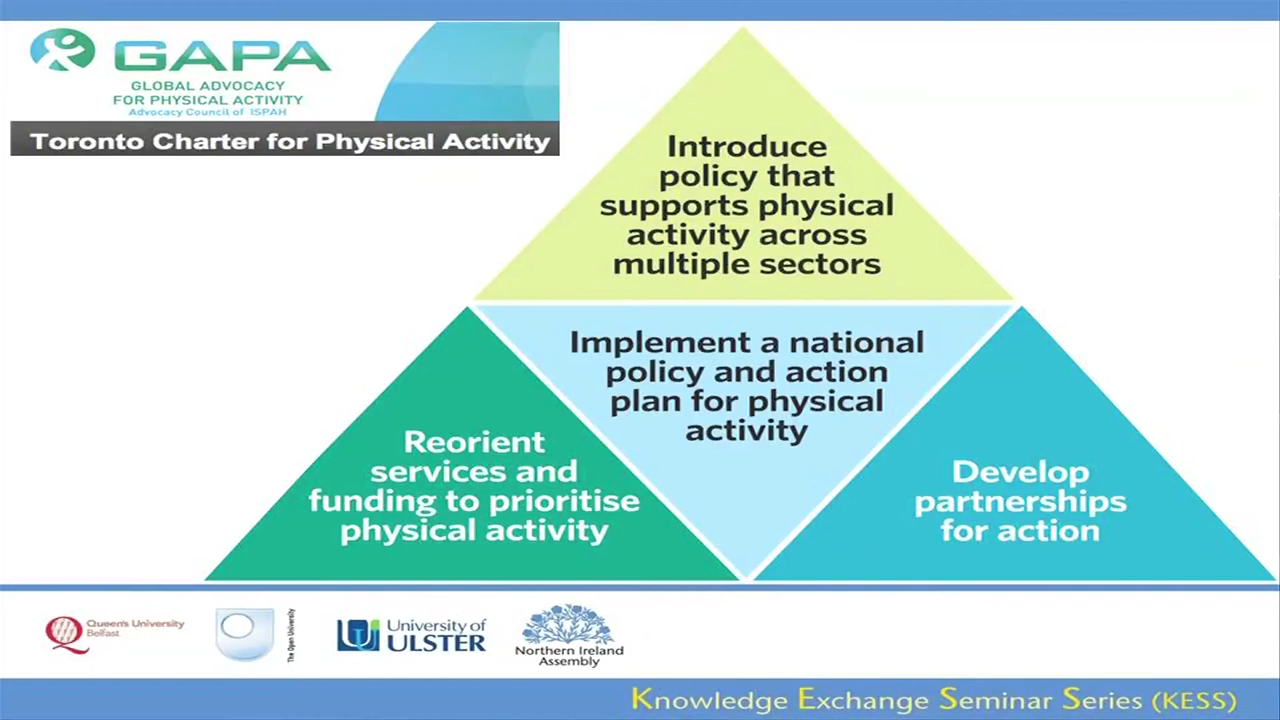 GAPA
GLOBAL ADVOCACY
FOR PHYSICAL ACTIVITY
Advocacy Council of ISPAH
Toronto Charter for Physical Activity
Introduce
policy that
supports physical
activity across
multiple sectors
Implement a national
policy and action
plan for physical
activity
Reorient
services and
funding to prioritise
physical activity
Develop
partnerships
for action
Queen's University
Belfast
The Open University
University of
ULSTER
Northern Ireland
Assembly
Knowledge Exchange Seminar Series (KESS)